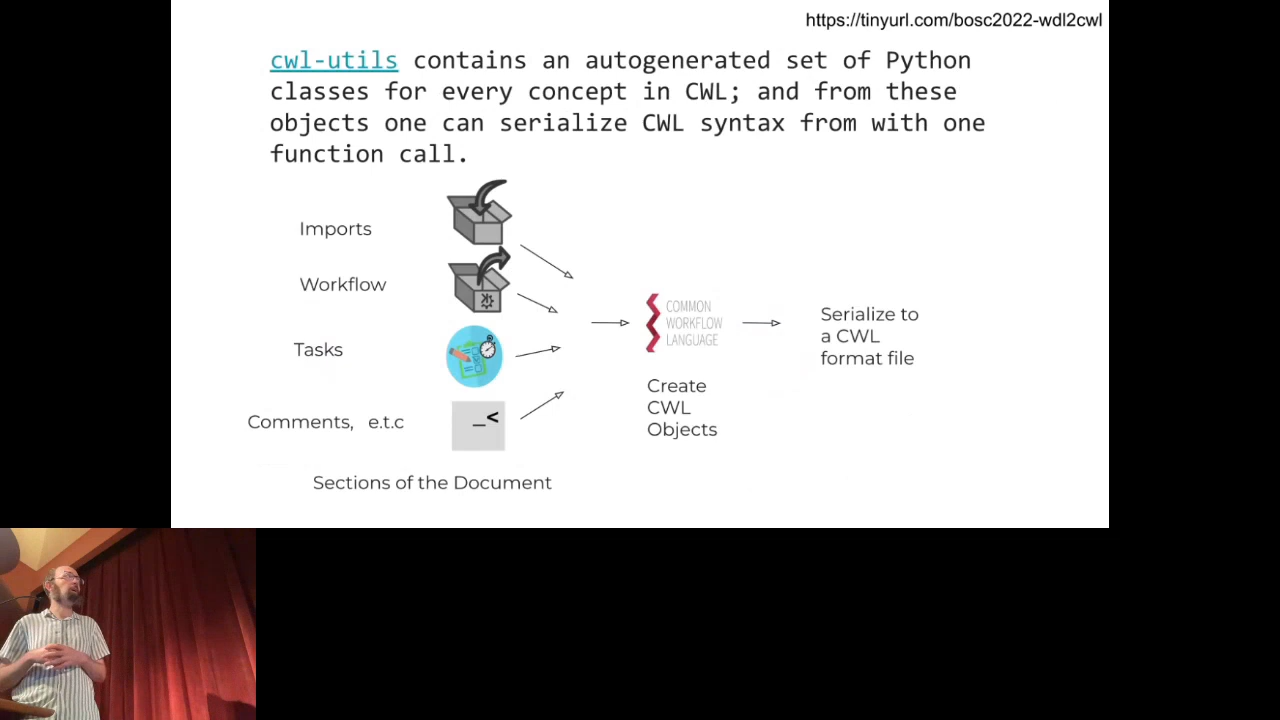 https://tinyurl.com/bosc2022-wdl2cwl
cwl-utils contains an autogenerated set of Python
classes for every concept in CWL; and from these
objects one can serialize CWL syntax from with one
function call.
Imports
Workflow
Tasks
Comments, e.t.c
_<
Sections of the Document
COMMON
WORKFLOW
LANGUAGE
Create
CWL
Objects
Serialize to
a CWL
format file